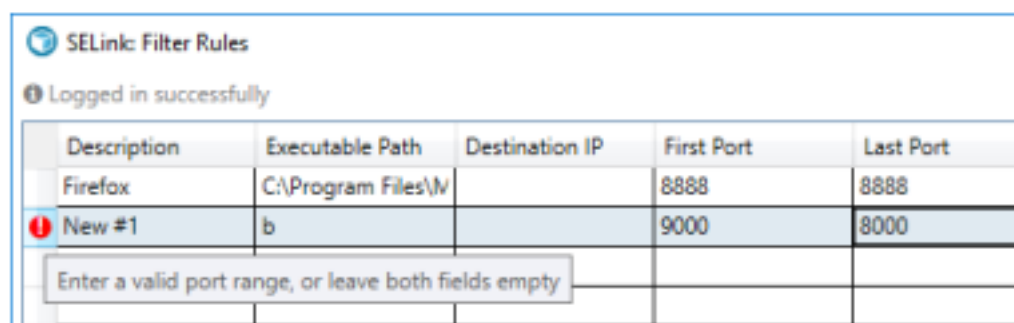 SELink: Filter Rules
Logged in successfully
Description Executable Path Destination IP First Port Last Port
Firefox C:\Program Files\M 8888 8888
New #1 b 9000 8000
Enter a valid port range, or leave both fields empty